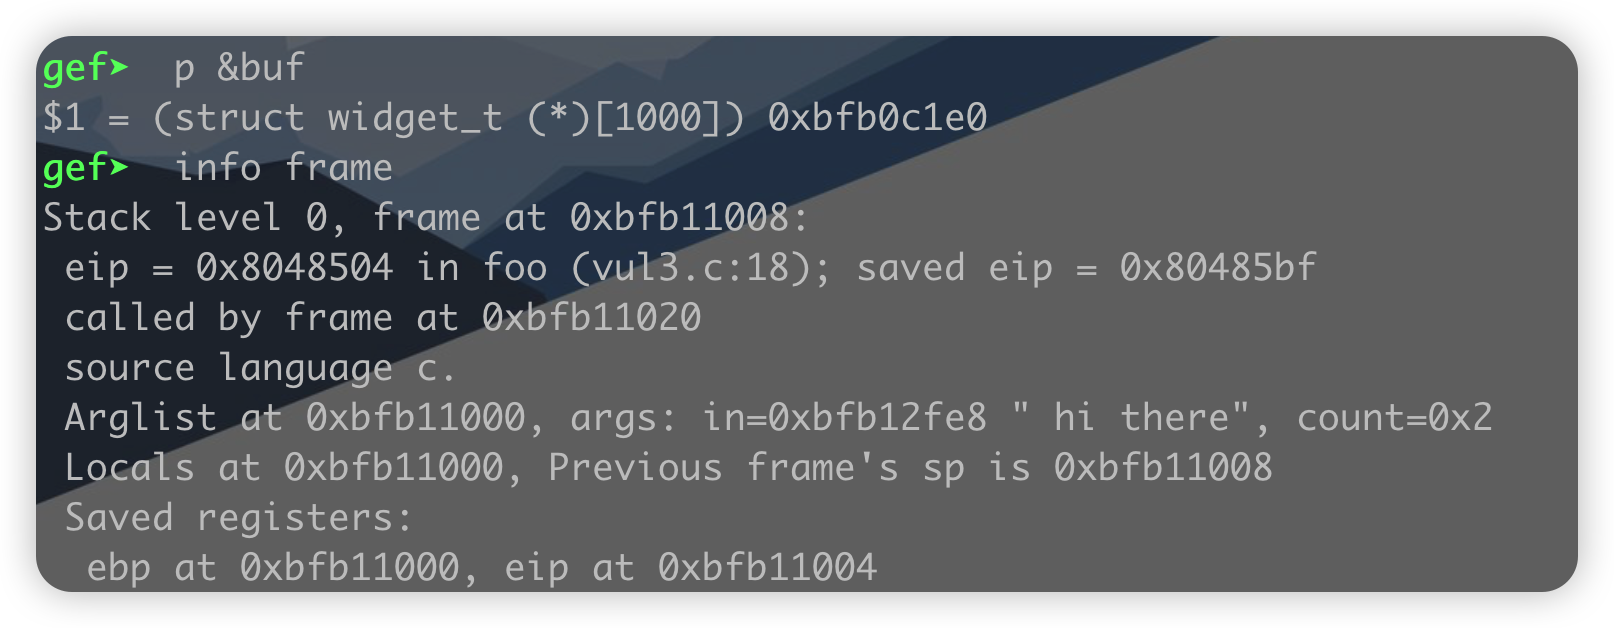 gef➤  p &buf
$1 = (struct widget_t (*)[1000]) 0xbfb0c1e0
gef➤  info frame
Stack level 0, frame at 0xbfb11008:
 eip = 0x8048504 in foo (vul3.c:18); saved eip = 0x80485bf
 called by frame at 0xbfb11020
 source language c.
 Arglist at 0xbfb11000, args: in=0xbfb12fe8 " hi there", count=0x2
 Locals at 0xbfb11000, Previous frame's sp is 0xbfb11008
 Saved registers:
  ebp at 0xbfb11000, eip at 0xbfb11004